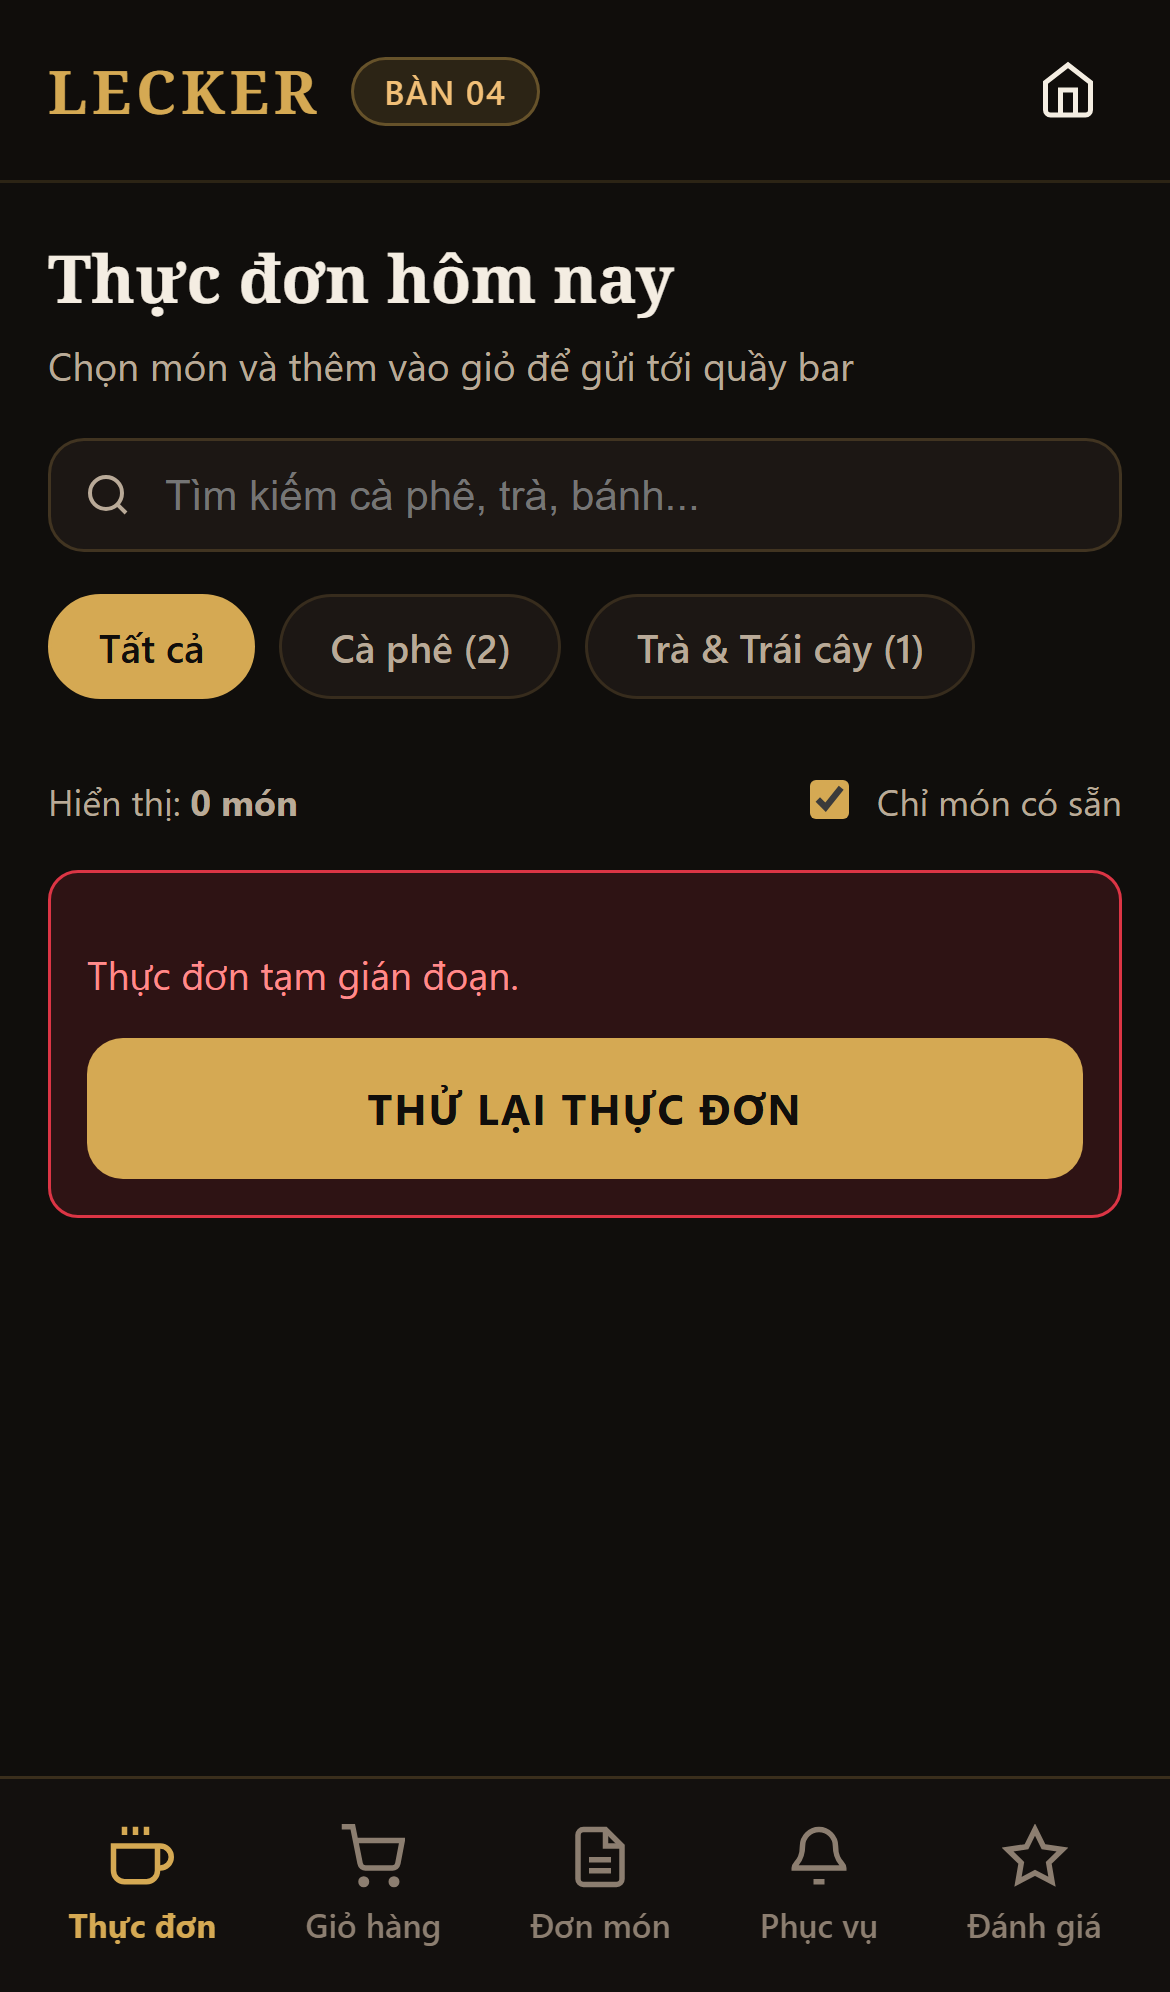 LECKER
BÀN 04
Thực đơn hôm nay
Chọn món và thêm vào giỏ để gửi tới quầy bar
Tìm kiếm cà phê, trà, bánh...
Tất cả
Cà phê (2)
Trà & Trái cây (1)
Hiển thị: 0 món
Chỉ món có sẵn
Thực đơn tạm gián đoạn.
THỬ LẠI THỰC ĐƠN
Thực đơn
Giỏ hàng
Đơn món
Phục vụ
Đánh giá